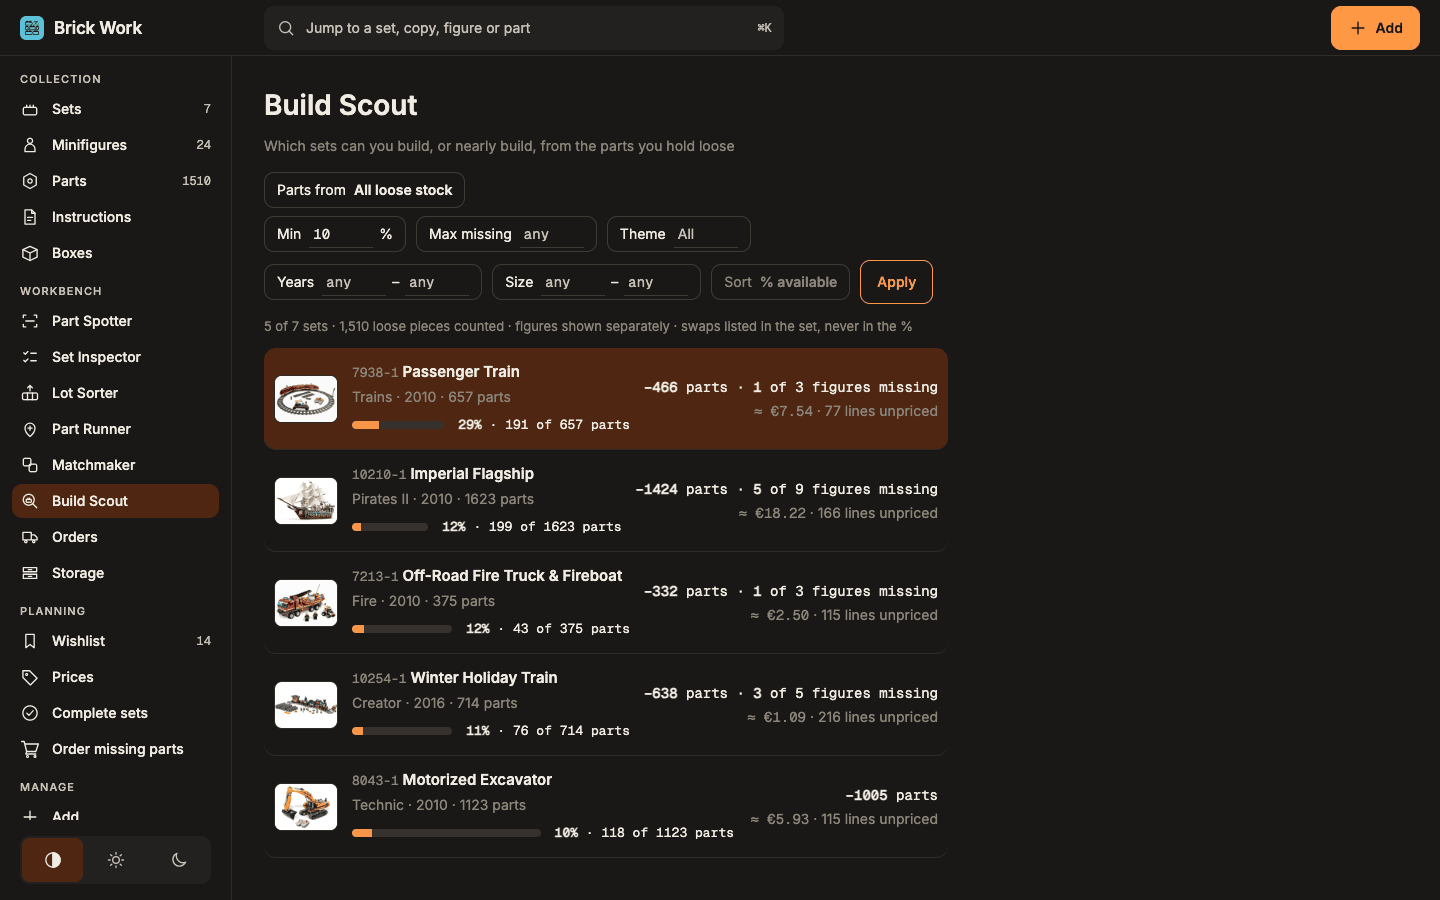 Brick Work
Jump to a set, copy, figure or part
⌘K
Add
COLLECTION
Sets 7
Minifigures 24
Parts 1510
Instructions
Boxes
WORKBENCH
Part Spotter
Set Inspector
Lot Sorter
Part Runner
Matchmaker
Build Scout
Orders
Storage
PLANNING
Wishlist 14
Prices
Complete sets
Order missing parts
MANAGE
Add
Build Scout
Which sets can you build, or nearly build, from the parts you hold loose
Parts from All loose stock
Min 10 %
Max missing any
Theme All
Years any – any
Size any – any
Sort % available
Apply
5 of 7 sets · 1,510 loose pieces counted · figures shown separately · swaps listed in the set, never in the %
7938-1 Passenger Train
Trains · 2010 · 657 parts
29% · 191 of 657 parts
−466 parts · 1 of 3 figures missing
≈ €7.54 · 77 lines unpriced
10210-1 Imperial Flagship
Pirates II · 2010 · 1623 parts
12% · 199 of 1623 parts
−1424 parts · 5 of 9 figures missing
≈ €18.22 · 166 lines unpriced
7213-1 Off-Road Fire Truck & Fireboat
Fire · 2010 · 375 parts
12% · 43 of 375 parts
−332 parts · 1 of 3 figures missing
≈ €2.50 · 115 lines unpriced
10254-1 Winter Holiday Train
Creator · 2016 · 714 parts
11% · 76 of 714 parts
−638 parts · 3 of 5 figures missing
≈ €1.09 · 216 lines unpriced
8043-1 Motorized Excavator
Technic · 2010 · 1123 parts
10% · 118 of 1123 parts
−1005 parts
≈ €5.93 · 115 lines unpriced